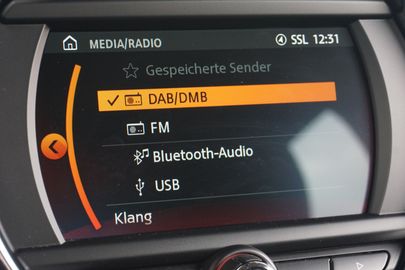 MEDIA/RADIO SSL 12:31
Gespeicherte Sender
DAB/DMB
FM
Bluetooth-Audio
USB
Klang